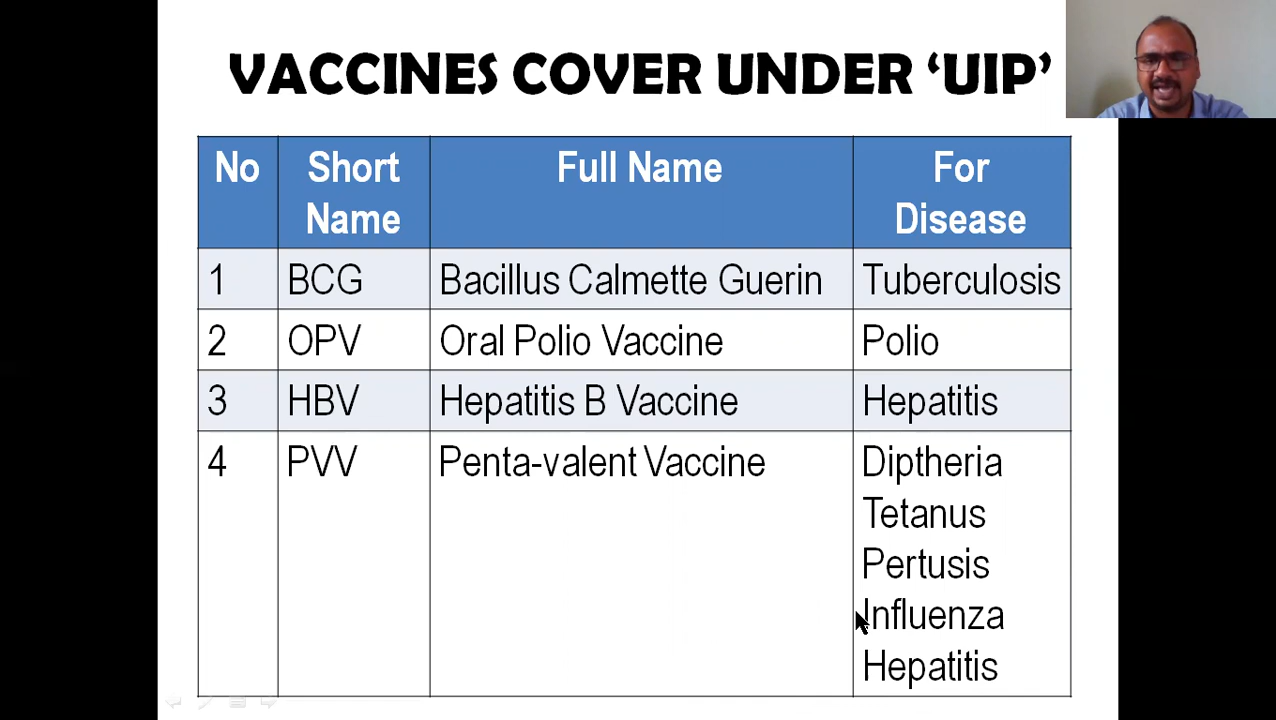 VACCINES COVER UNDER ‘UIP’
No Short Name Full Name For Disease
1 BCG Bacillus Calmette Guerin Tuberculosis
2 OPV Oral Polio Vaccine Polio
3 HBV Hepatitis B Vaccine Hepatitis
4 PVV Penta-valent Vaccine Diptheria
Tetanus
Pertusis
Influenza
Hepatitis